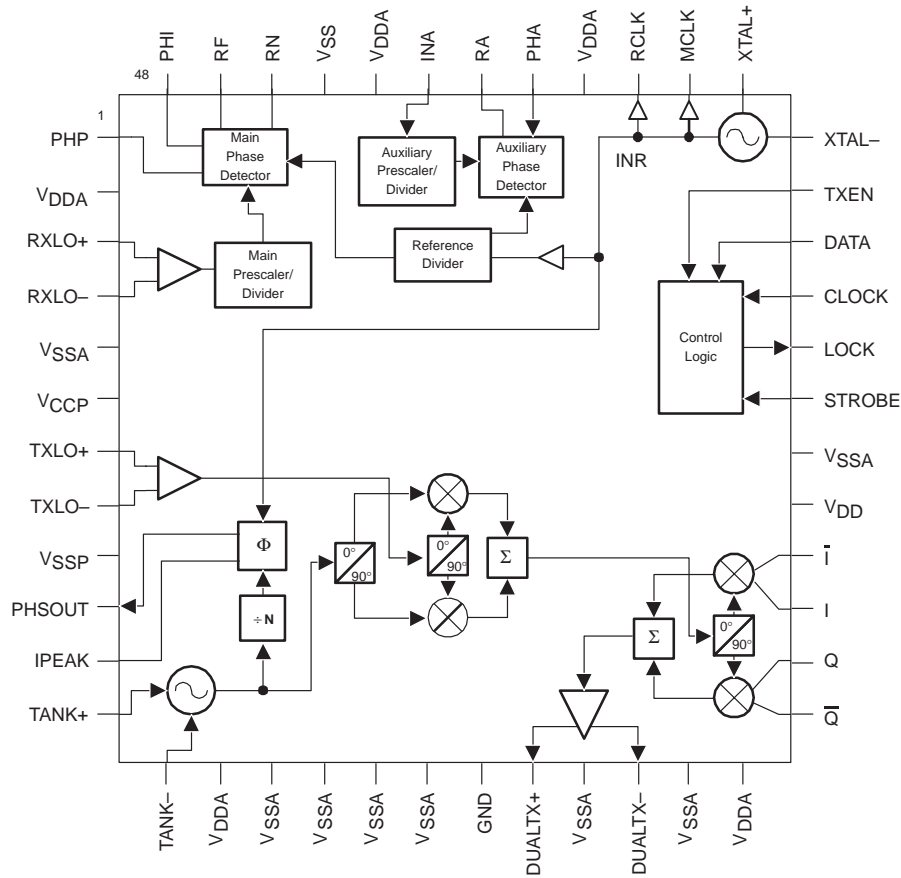 PHI
RF
RN
VSS
VDDA
INA
RA
PHA
VDDA
RCLK
MCLK
XTAL+
48
1
PHP
VDDA
RXLO+
RXLO–
VSSA
VCCP
TXLO+
TXLO–
VSSP
PHSOUT
IPEAK
TANK+
Main
Phase
Detector
Auxiliary
Prescaler/
Divider
Auxiliary
Phase
Detector
INR
Main
Prescaler/
Divider
Reference
Divider
Control
Logic
Φ
÷N
0°
90°
0°
90°
Σ
Σ
0°
90°
XTAL–
TXEN
DATA
CLOCK
LOCK
STROBE
VSSA
VDD
I̅
I
Q
Q̅
TANK–
VDDA
VSSA
VSSA
VSSA
VSSA
GND
DUALTX+
VSSA
DUALTX–
VSSA
VDDA